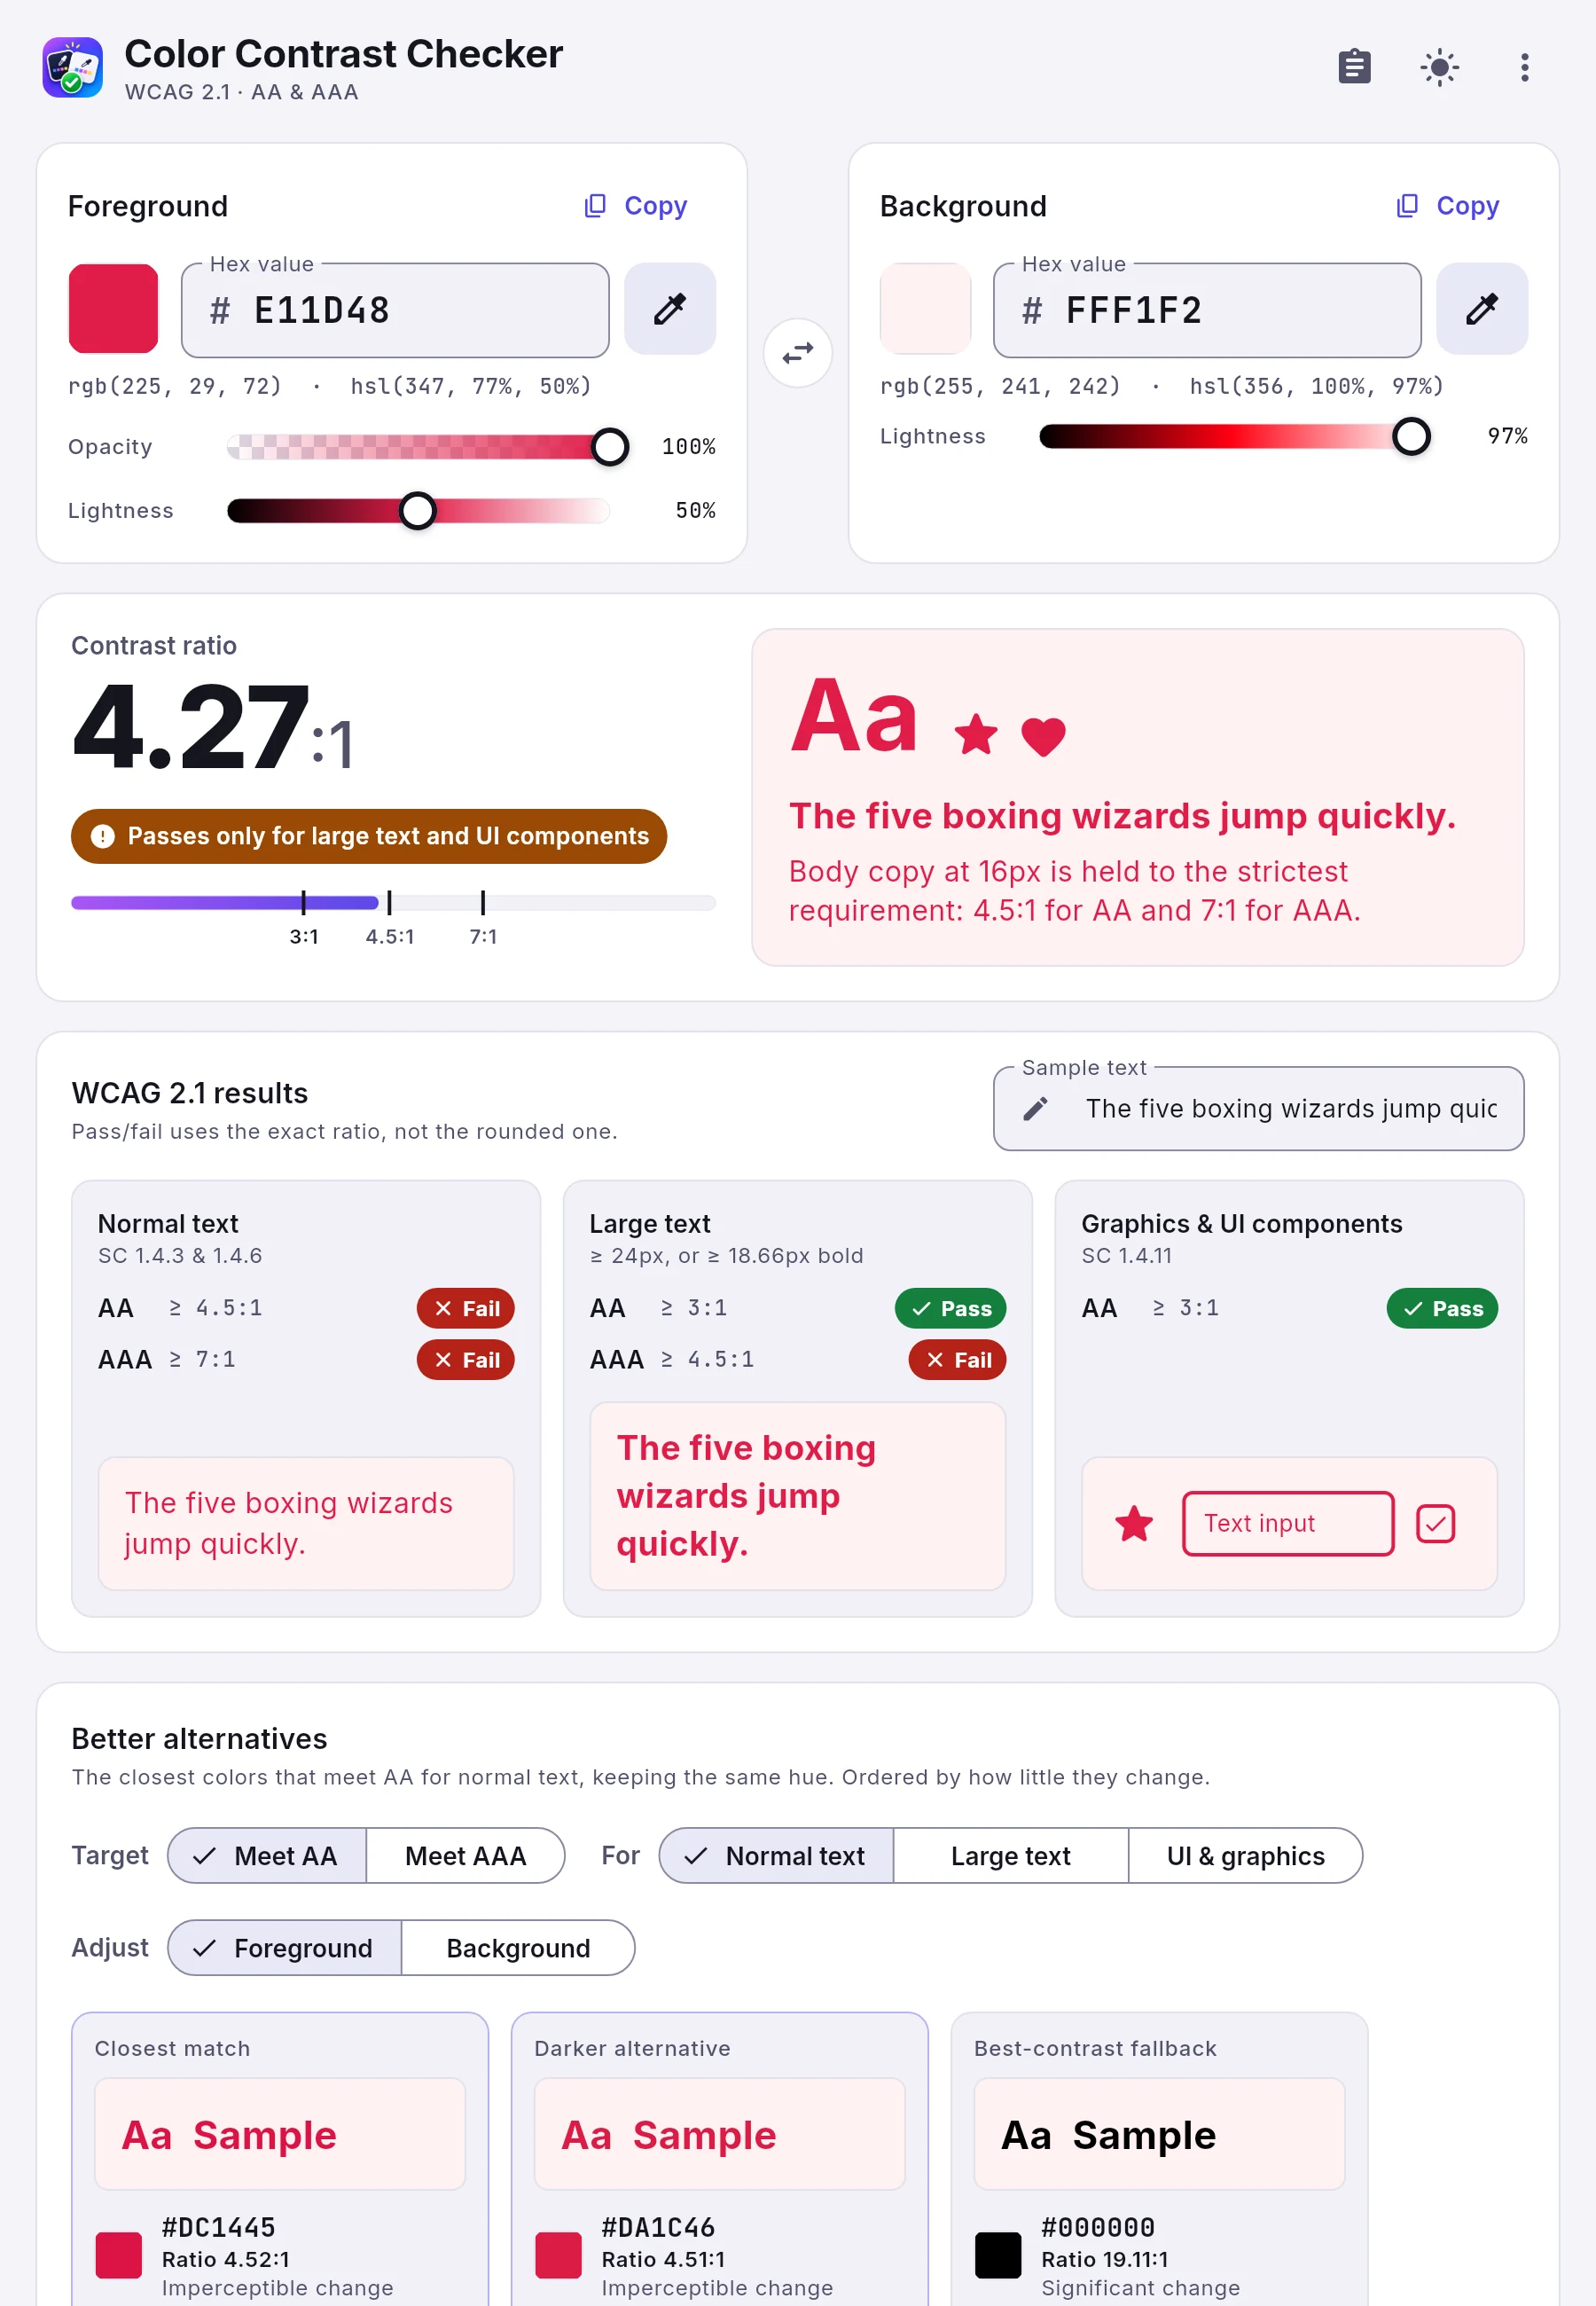 Color Contrast Checker
WCAG 2.1 · AA & AAA
Foreground
Copy
Hex value
# E11D48
rgb(225, 29, 72) · hsl(347, 77%, 50%)
Opacity 100%
Lightness 50%
Background
Copy
Hex value
# FFF1F2
rgb(255, 241, 242) · hsl(356, 100%, 97%)
Lightness 97%
Contrast ratio
4.27:1
Passes only for large text and UI components
3:1 4.5:1 7:1
Aa
The five boxing wizards jump quickly.
Body copy at 16px is held to the strictest
requirement: 4.5:1 for AA and 7:1 for AAA.
WCAG 2.1 results
Pass/fail uses the exact ratio, not the rounded one.
Sample text
The five boxing wizards jump quic
Normal text
SC 1.4.3 & 1.4.6
AA ≥ 4.5:1 Fail
AAA ≥ 7:1 Fail
The five boxing wizards
jump quickly.
Large text
≥ 24px, or ≥ 18.66px bold
AA ≥ 3:1 Pass
AAA ≥ 4.5:1 Fail
The five boxing
wizards jump
quickly.
Graphics & UI components
SC 1.4.11
AA ≥ 3:1 Pass
Text input
Better alternatives
The closest colors that meet AA for normal text, keeping the same hue. Ordered by how little they change.
Target Meet AA Meet AAA For Normal text Large text UI & graphics
Adjust Foreground Background
Closest match
Aa Sample
#DC1445
Ratio 4.52:1
Imperceptible change
Darker alternative
Aa Sample
#DA1C46
Ratio 4.51:1
Imperceptible change
Best-contrast fallback
Aa Sample
#000000
Ratio 19.11:1
Significant change